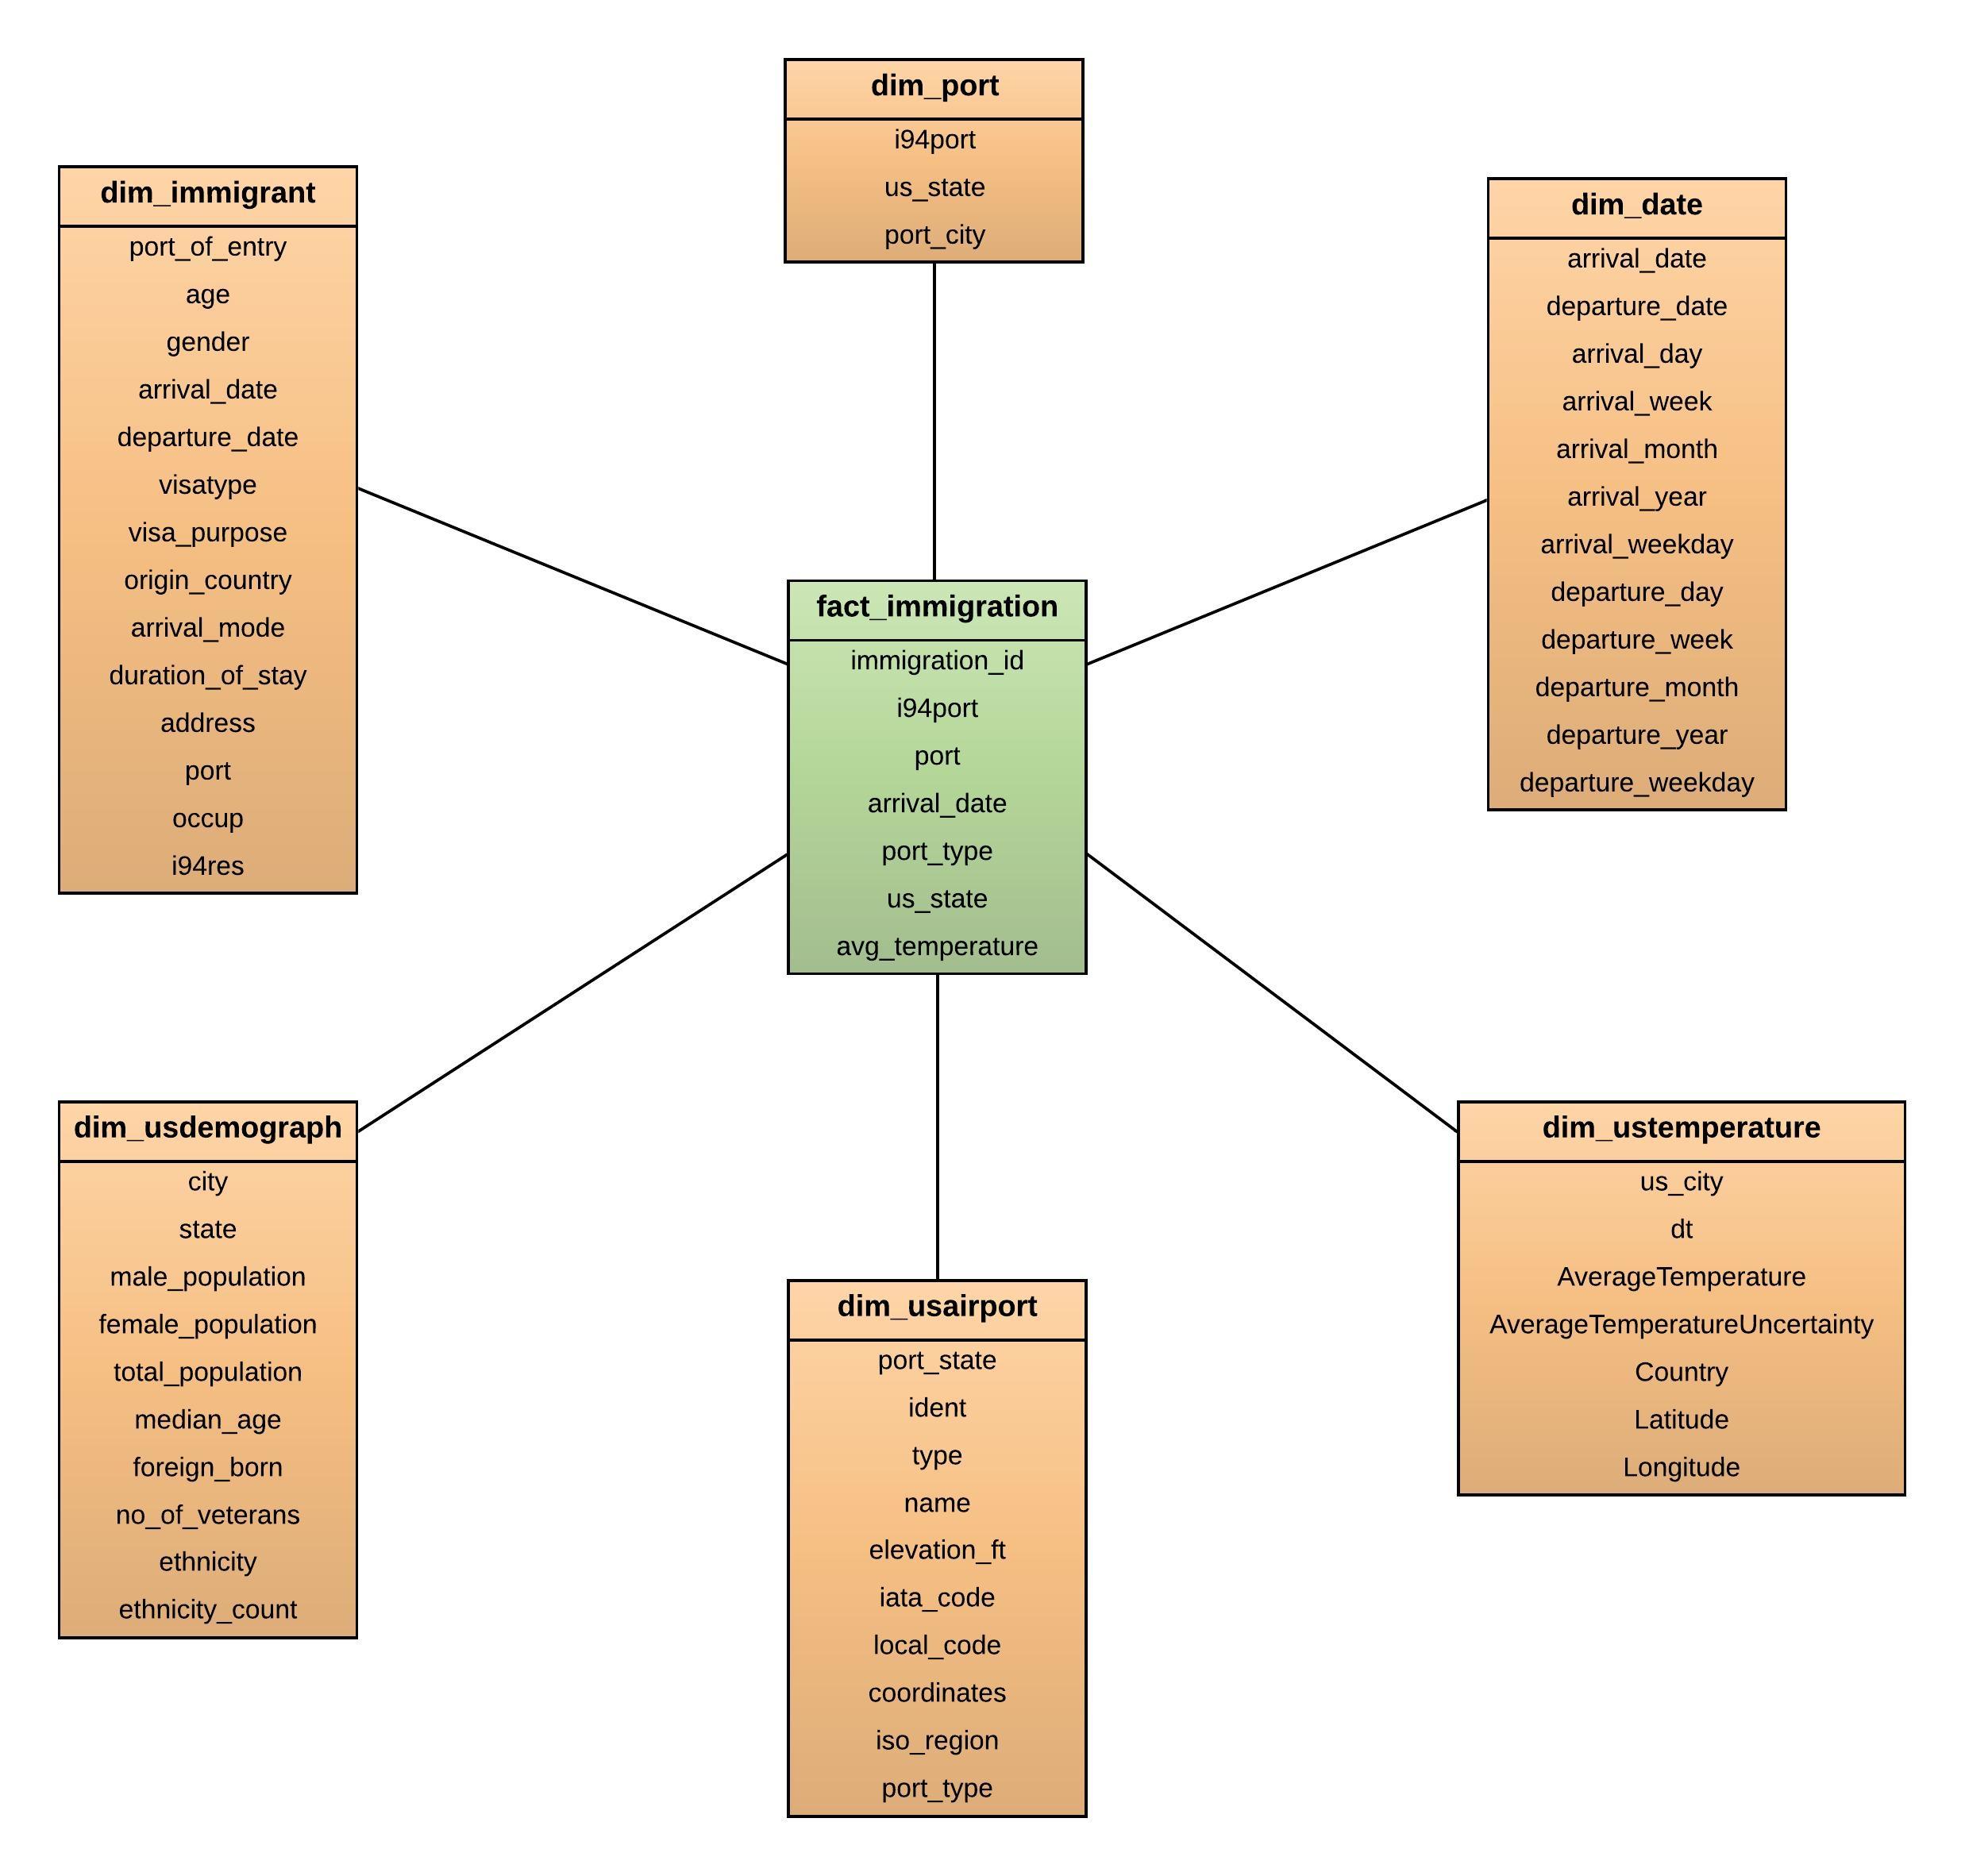 dim_port
i94port
us_state
port_city
dim_immigrant
port_of_entry
age
gender
arrival_date
departure_date
visatype
visa_purpose
origin_country
arrival_mode
duration_of_stay
address
port
occup
i94res
dim_date
arrival_date
departure_date
arrival_day
arrival_week
arrival_month
arrival_year
arrival_weekday
departure_day
departure_week
departure_month
departure_year
departure_weekday
fact_immigration
immigration_id
i94port
port
arrival_date
port_type
us_state
avg_temperature
dim_usdemograph
city
state
male_population
female_population
total_population
median_age
foreign_born
no_of_veterans
ethnicity
ethnicity_count
dim_usairport
port_state
ident
type
name
elevation_ft
iata_code
local_code
coordinates
iso_region
port_type
dim_ustemperature
us_city
dt
AverageTemperature
AverageTemperatureUncertainty
Country
Latitude
Longitude